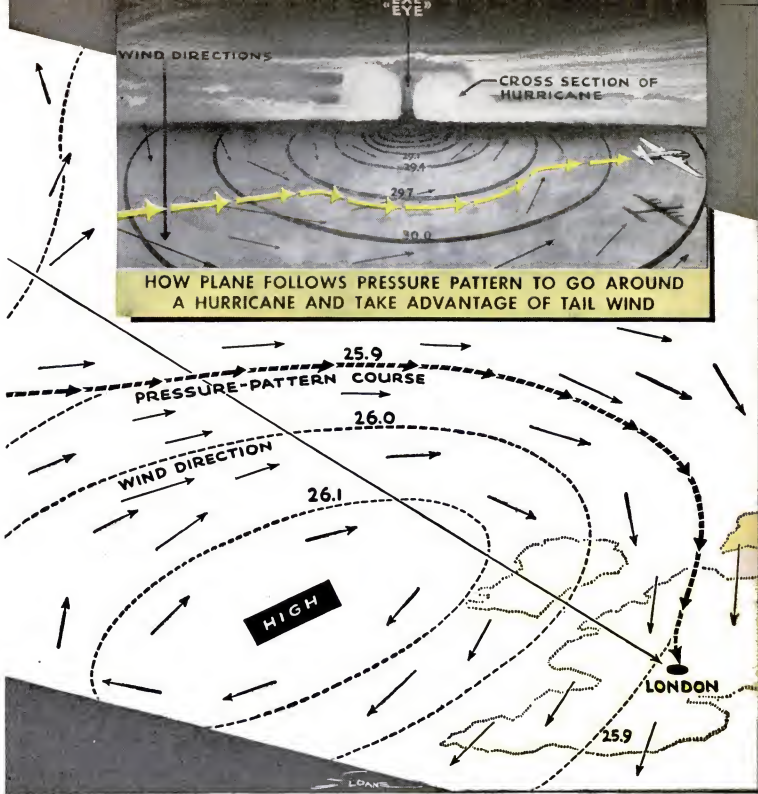 "EYE"
WIND DIRECTIONS
CROSS SECTION OF
HURRICANE
29.4
29.7
30.0
HOW PLANE FOLLOWS PRESSURE PATTERN TO GO AROUND
A HURRICANE AND TAKE ADVANTAGE OF TAIL WIND
25.9
PRESSURE-PATTERN COURSE
26.0
WIND DIRECTION
26.1
HIGH
LONDON
25.9
SLOANE